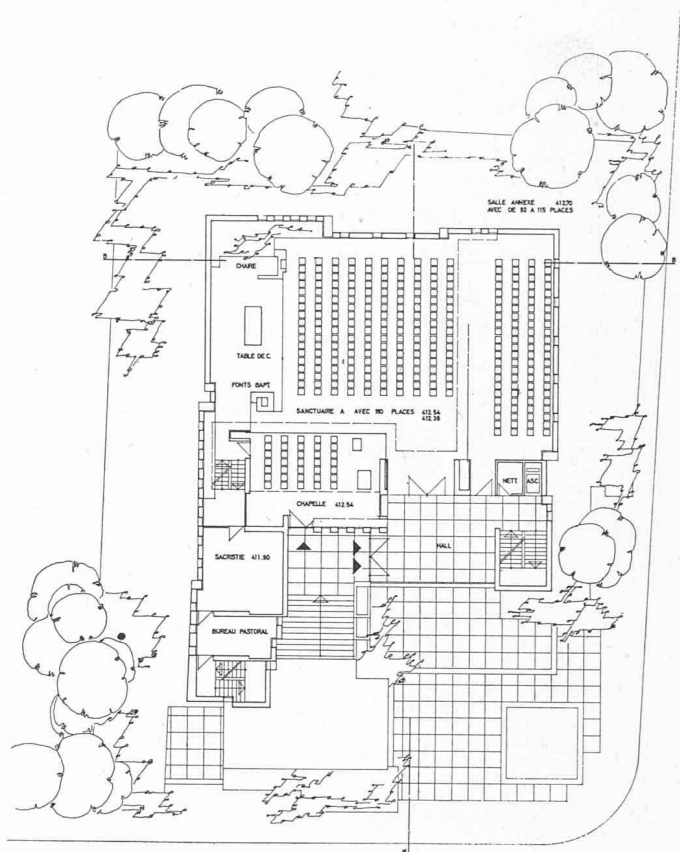 SALLE ANNEXE 412.70
AVEC DE 92 A 115 PLACES
CHAIRE
TABLE DE C.
FONTS BAPT.
SANCTUAIRE A AVEC 110 PLACES 412.54
412.38
NETT.
ASC.
CHAPELLE 412.54
HALL
SACRISTIE 411.90
BUREAU PASTORAL